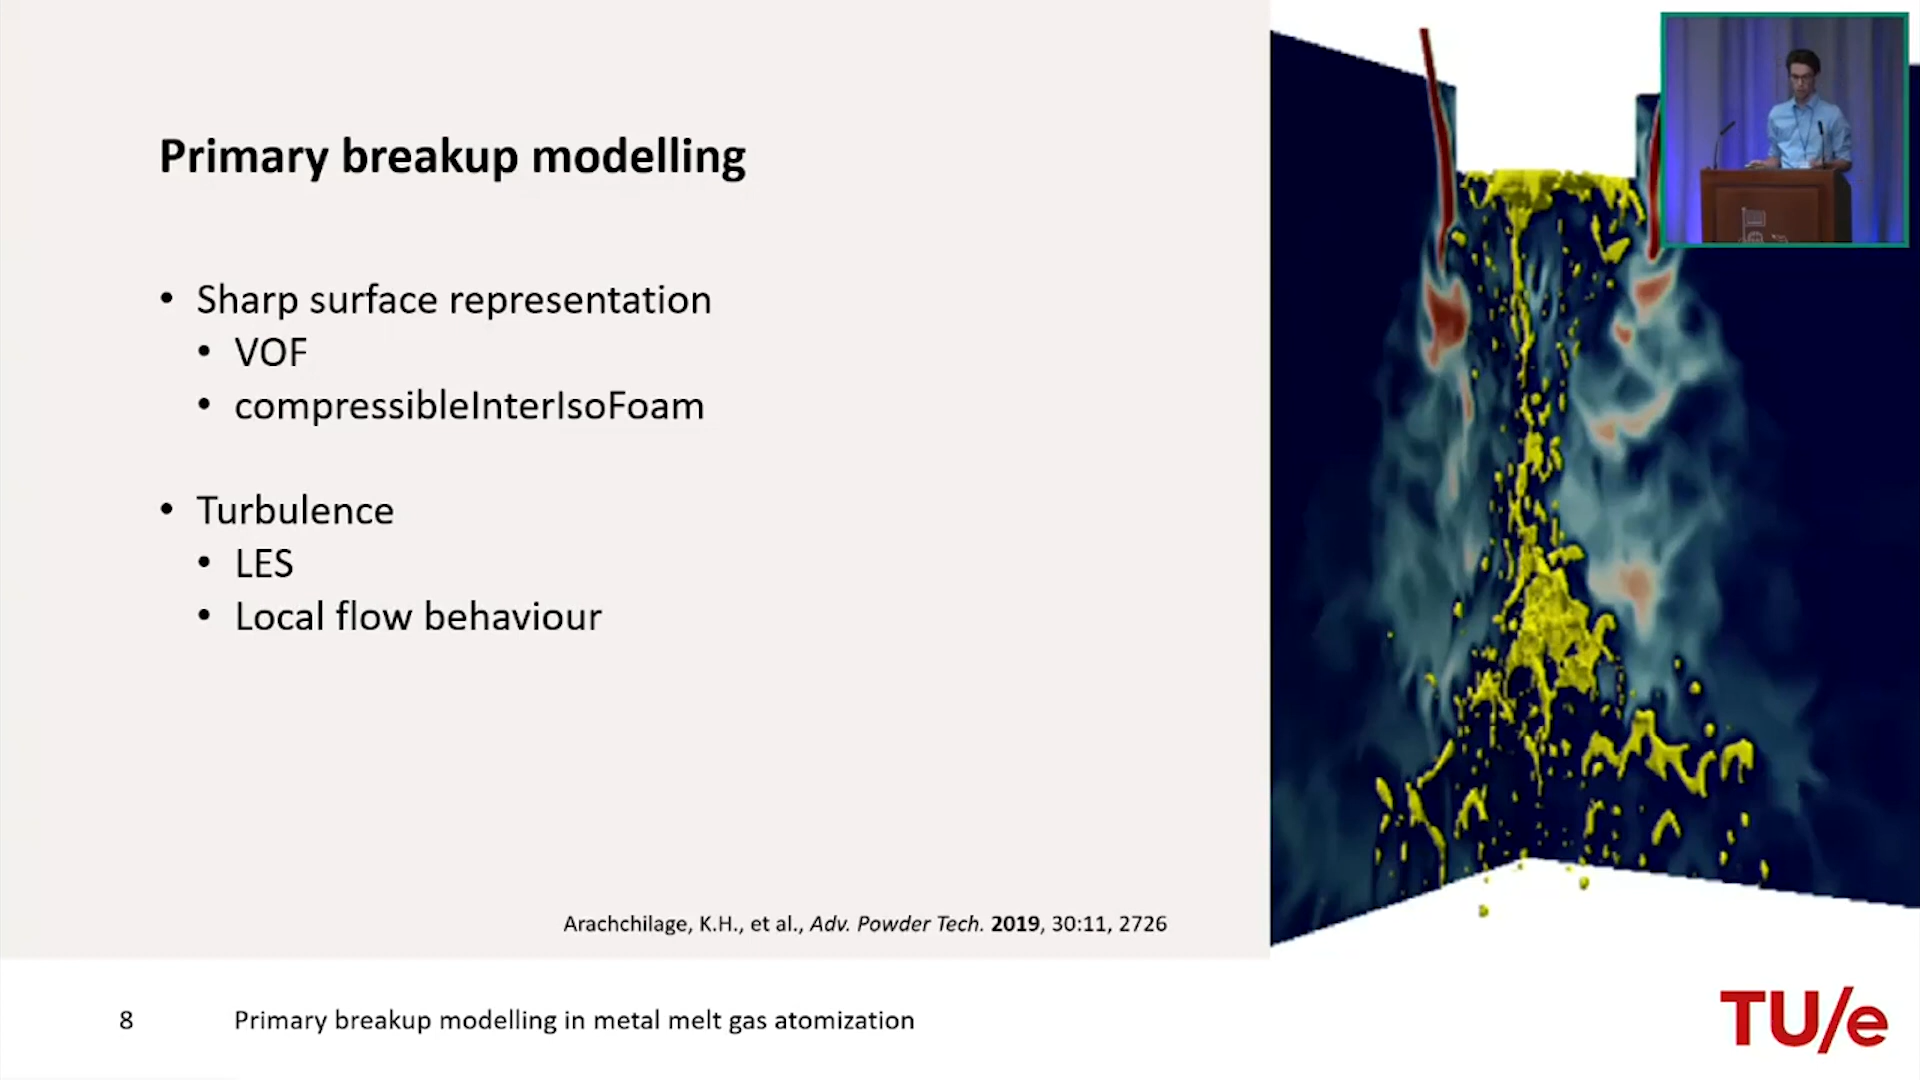 Primary breakup modelling
• Sharp surface representation
• VOF
• compressibleInterIsoFoam
• Turbulence
• LES
• Local flow behaviour
Arachchilage, K.H., et al., Adv. Powder Tech. 2019, 30:11, 2726
8 Primary breakup modelling in metal melt gas atomization
TU/e